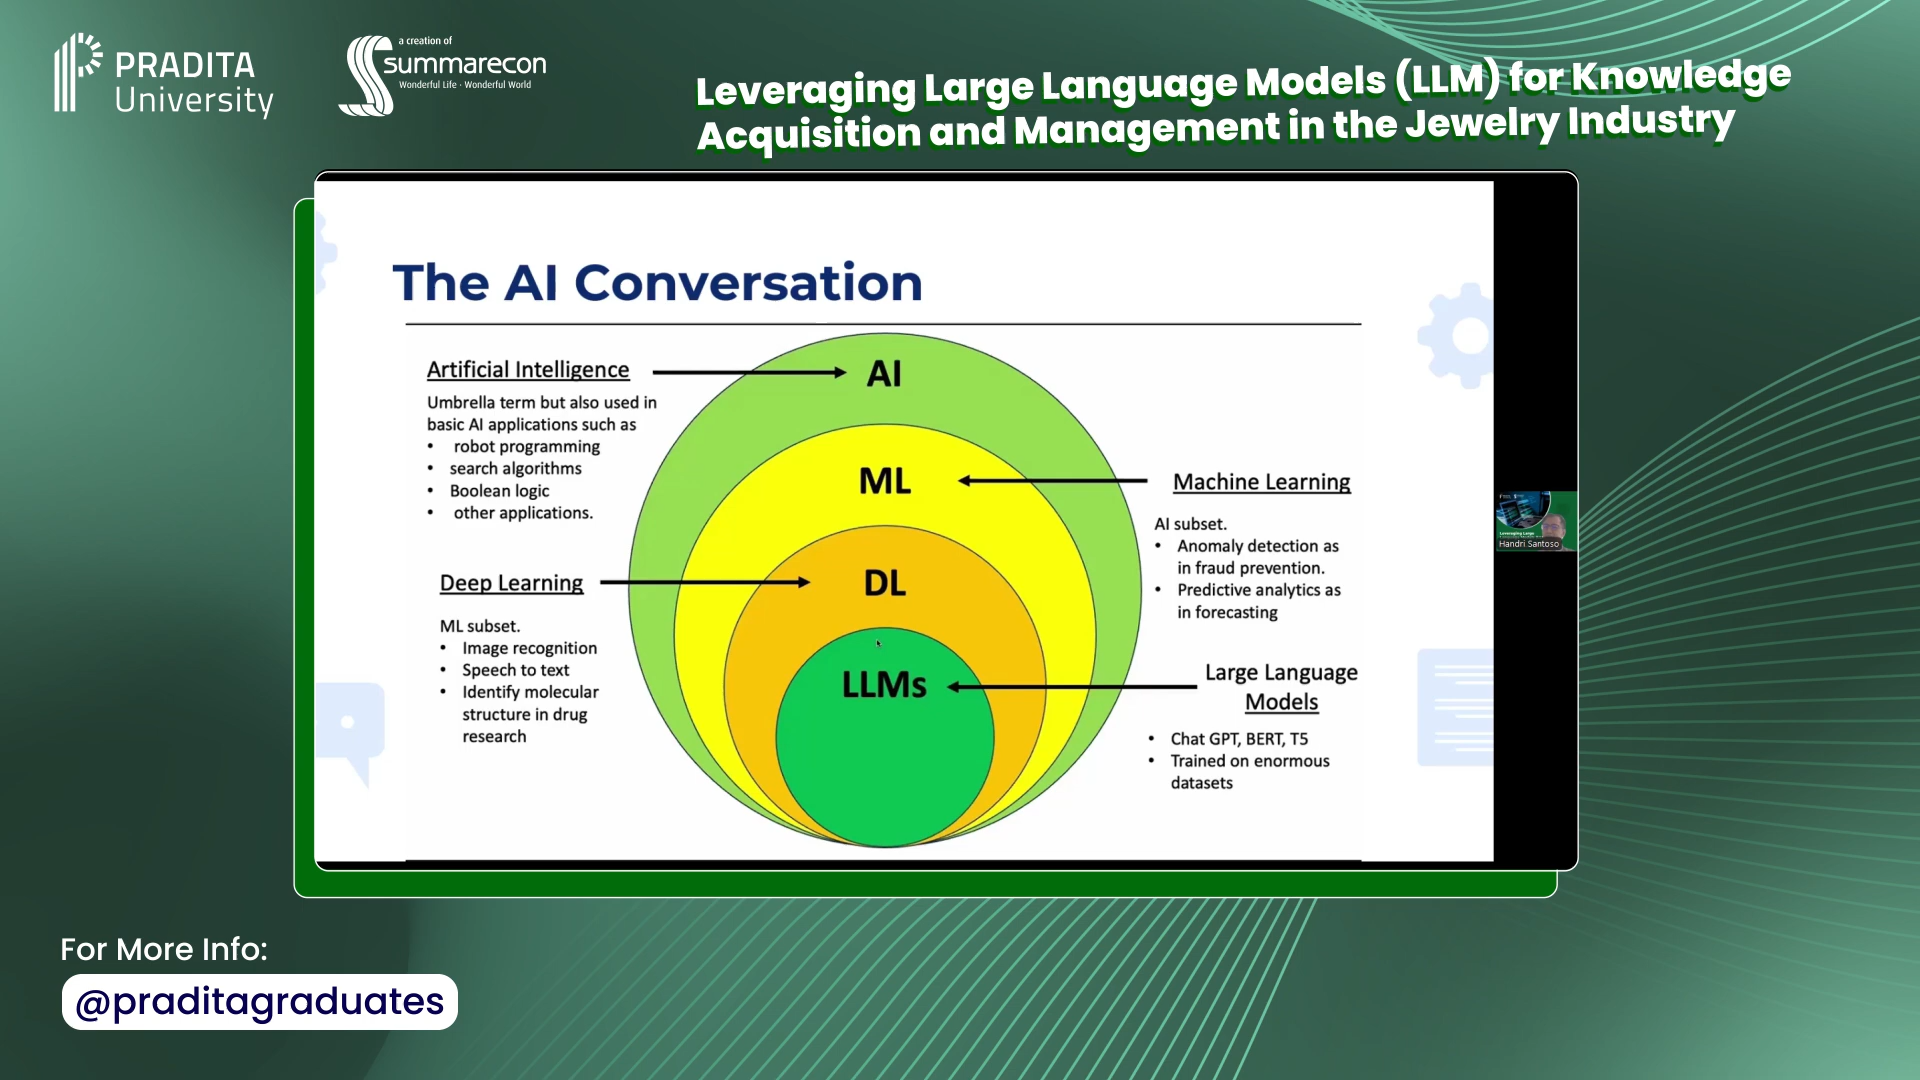 PRADITA
University
a creation of
summarecon
Wonderful Life · Wonderful World
Leveraging Large Language Models (LLM) for Knowledge
Acquisition and Management in the Jewelry Industry
The AI Conversation
Artificial Intelligence
Umbrella term but also used in
basic AI applications such as
• robot programming
• search algorithms
• Boolean logic
• other applications.
AI
ML
Machine Learning
AI subset.
• Anomaly detection as
in fraud prevention.
• Predictive analytics as
in forecasting
Deep Learning
DL
ML subset.
• Image recognition
• Speech to text
• Identify molecular
structure in drug
research
LLMs
Large Language
Models
• Chat GPT, BERT, T5
• Trained on enormous
datasets
Handri Santoso
For More Info:
@praditagraduates